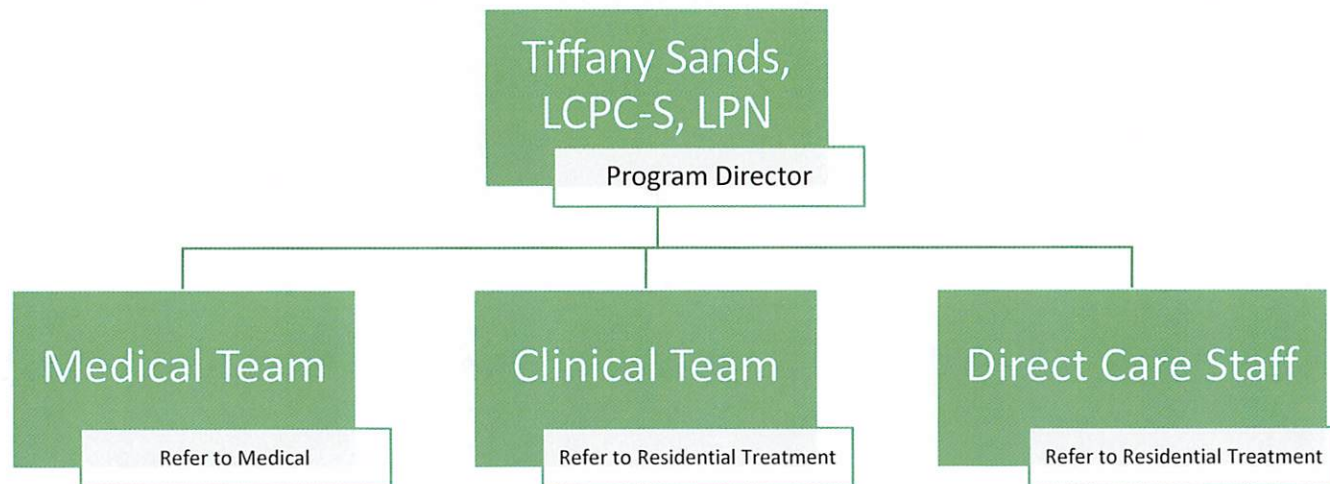 Tiffany Sands,
LCPC-S, LPN
Program Director
Medical Team
Refer to Medical
Clinical Team
Refer to Residential Treatment
Direct Care Staff
Refer to Residential Treatment